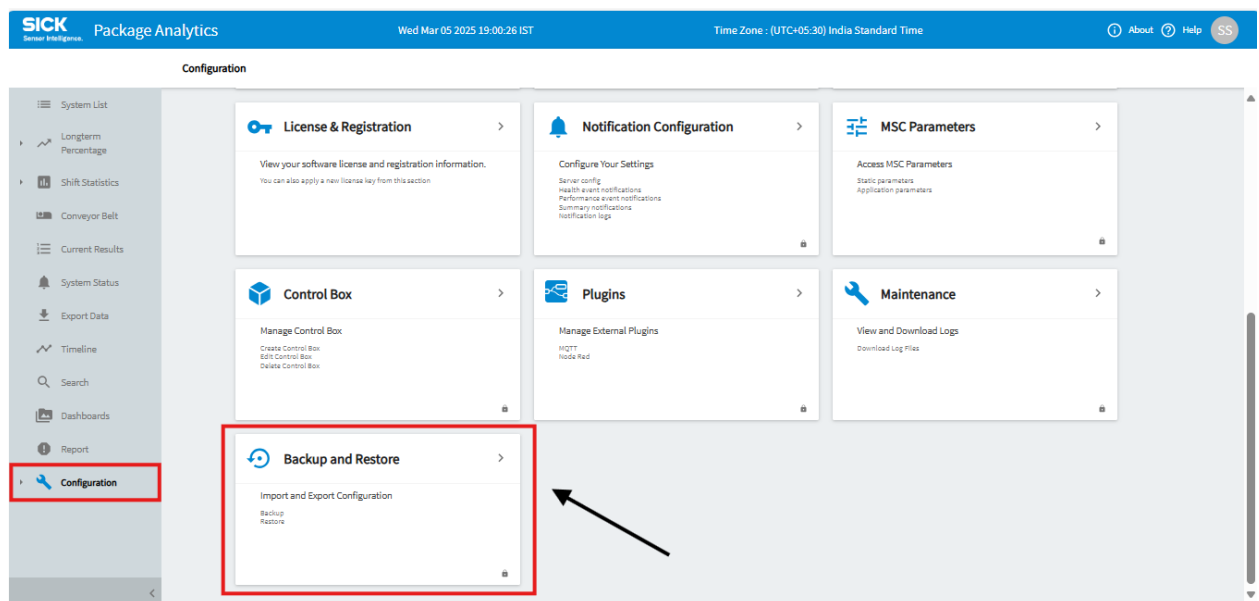 SICK
Sensor Intelligence.
Package Analytics
Wed Mar 05 2025 19:00:26 IST
Time Zone : (UTC+05:30) India Standard Time
About
Help
SS
Configuration
System List
Longterm
Percentage
Shift Statistics
Conveyor Belt
Current Results
System Status
Export Data
Timeline
Search
Dashboards
Report
Configuration
License & Registration
View your software license and registration information.
You can also apply a new license key from this section
Notification Configuration
Configure Your Settings
Server config
Health event notifications
Performance event notifications
Summary notifications
Notification logs
MSC Parameters
Access MSC Parameters
Static parameters
Application parameters
Control Box
Manage Control Box
Create Control Box
Edit Control Box
Delete Control Box
Plugins
Manage External Plugins
MQTT
Node Red
Maintenance
View and Download Logs
Download Log Files
Backup and Restore
Import and Export Configuration
Backup
Restore